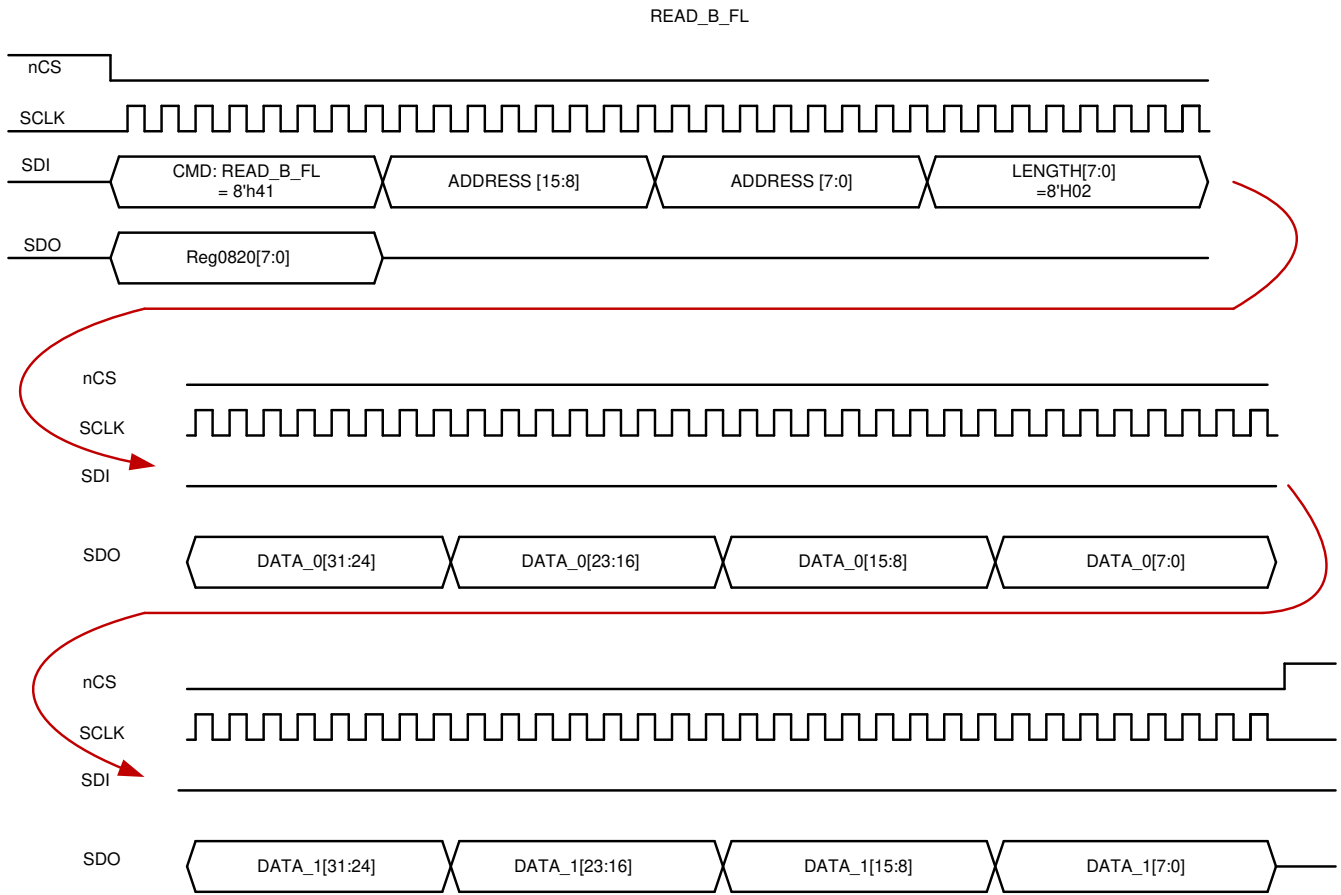 READ_B_FL
nCS
SCLK
SDI
CMD: READ_B_FL
= 8'h41
ADDRESS [15:8]
ADDRESS [7:0]
LENGTH[7:0]
=8'H02
SDO
Reg0820[7:0]
nCS
SCLK
SDI
SDO
DATA_0[31:24]
DATA_0[23:16]
DATA_0[15:8]
DATA_0[7:0]
nCS
SCLK
SDI
SDO
DATA_1[31:24]
DATA_1[23:16]
DATA_1[15:8]
DATA_1[7:0]